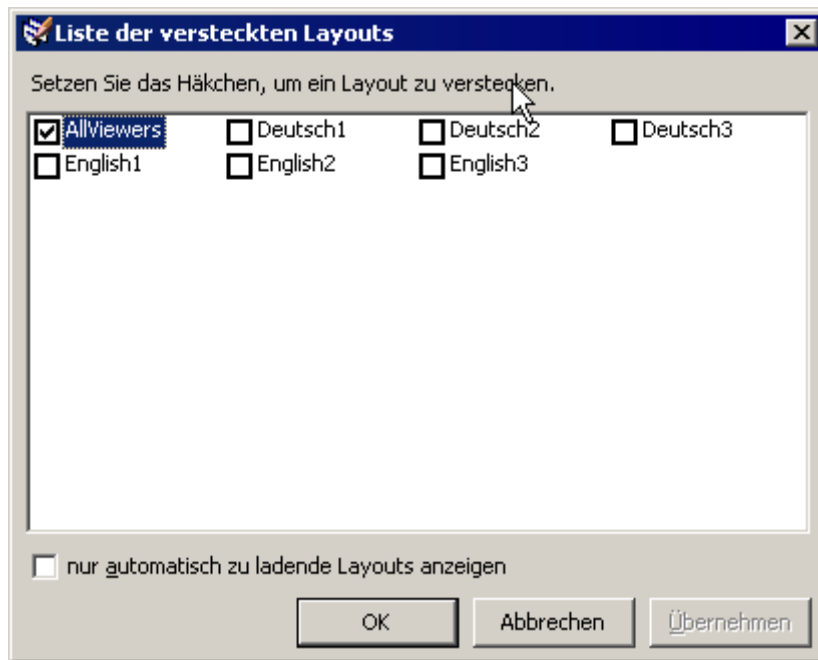 Liste der versteckten Layouts
Setzen Sie das Häkchen, um ein Layout zu verstecken.
AllViewers Deutsch1 Deutsch2 Deutsch3
English1 English2 English3
nur automatisch zu ladende Layouts anzeigen
OK Abbrechen Übernehmen